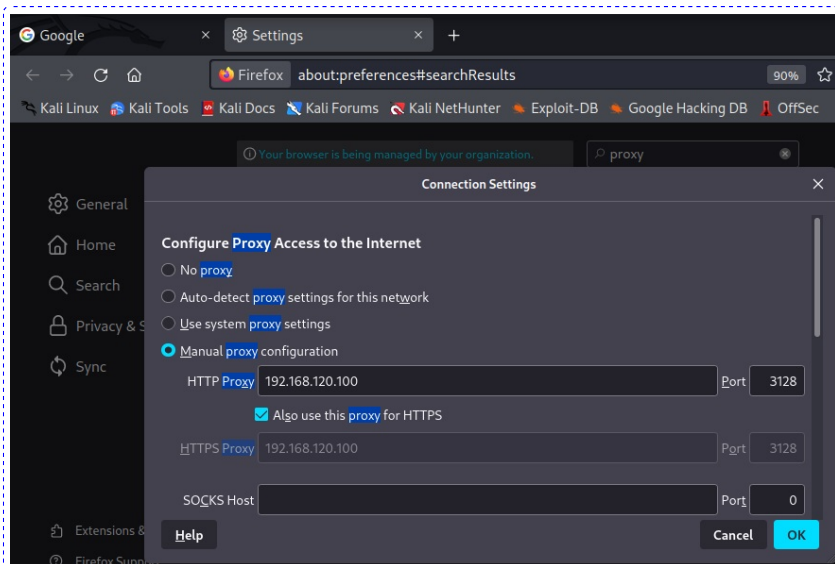 Google
Settings
Firefox about:preferences#searchResults 90%
Kali Linux Kali Tools Kali Docs Kali Forums Kali NetHunter Exploit-DB Google Hacking DB OffSec
Your browser is being managed by your organization. proxy
Connection Settings
General
Home
Search
Privacy & S
Sync
Extensions &
Firefox Supp
Configure Proxy Access to the Internet
No proxy
Auto-detect proxy settings for this network
Use system proxy settings
Manual proxy configuration
HTTP Proxy 192.168.120.100 Port 3128
Also use this proxy for HTTPS
HTTPS Proxy 192.168.120.100 Port 3128
SOCKS Host Port 0
Help Cancel OK